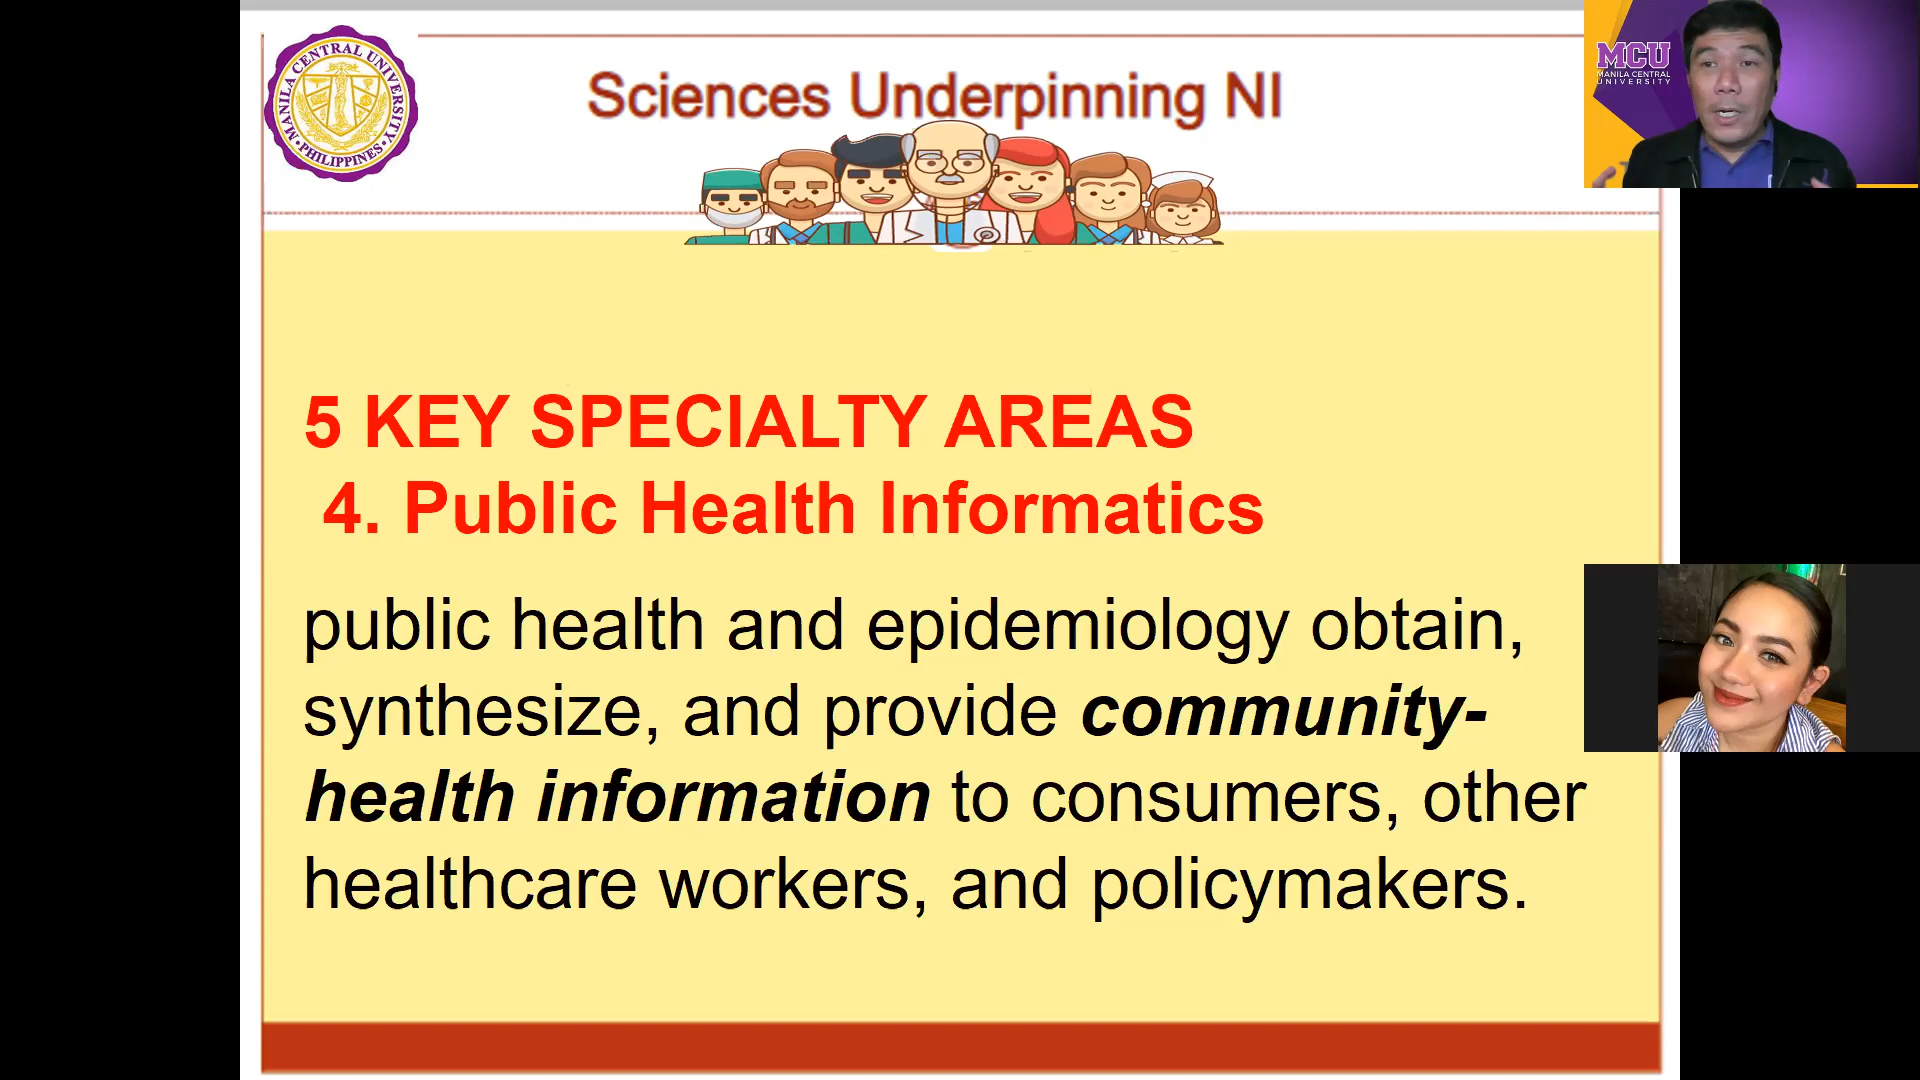 MANILA CENTRAL UNIVERSITY
• PHILIPPINES •
Sciences Underpinning NI
MCU
MANILA CENTRAL
UNIVERSITY
5 KEY SPECIALTY AREAS
4. Public Health Informatics
public health and epidemiology obtain,
synthesize, and provide community-
health information to consumers, other
healthcare workers, and policymakers.